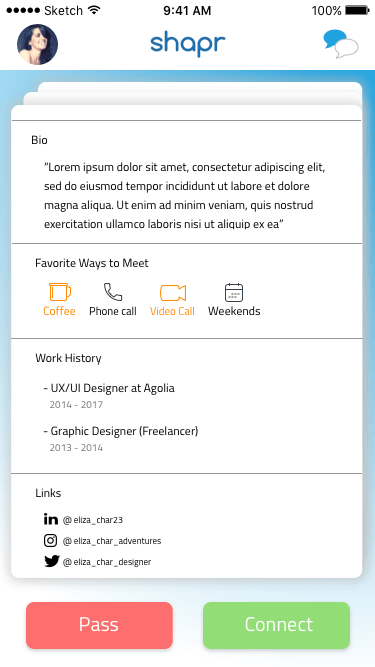 Sketch 9:41 AM 100%
shapr
Bio
“Lorem ipsum dolor sit amet, consectetur adipiscing elit,
sed do eiusmod tempor incididunt ut labore et dolore
magna aliqua. Ut enim ad minim veniam, quis nostrud
exercitation ullamco laboris nisi ut aliquip ex ea”
Favorite Ways to Meet
Coffee Phone call Video Call Weekends
Work History
- UX/UI Designer at Agolia
2014 - 2017
- Graphic Designer (Freelancer)
2013 - 2014
Links
@ eliza_char23
@ eliza_char_adventures
@ eliza_char_designer
Pass Connect